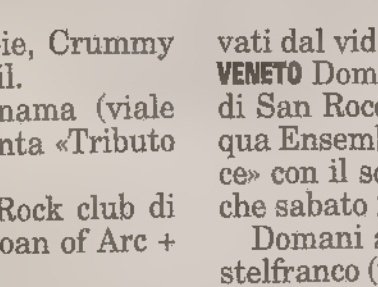 ie, Crummy
il.
nama (viale
nta «Tributo
Rock club di
oan of Arc +
vati dal vid
VENETO Dom
di San Rocc
qua Ensemb
ce» con il s
che sabato
Domani a
stelfranco (